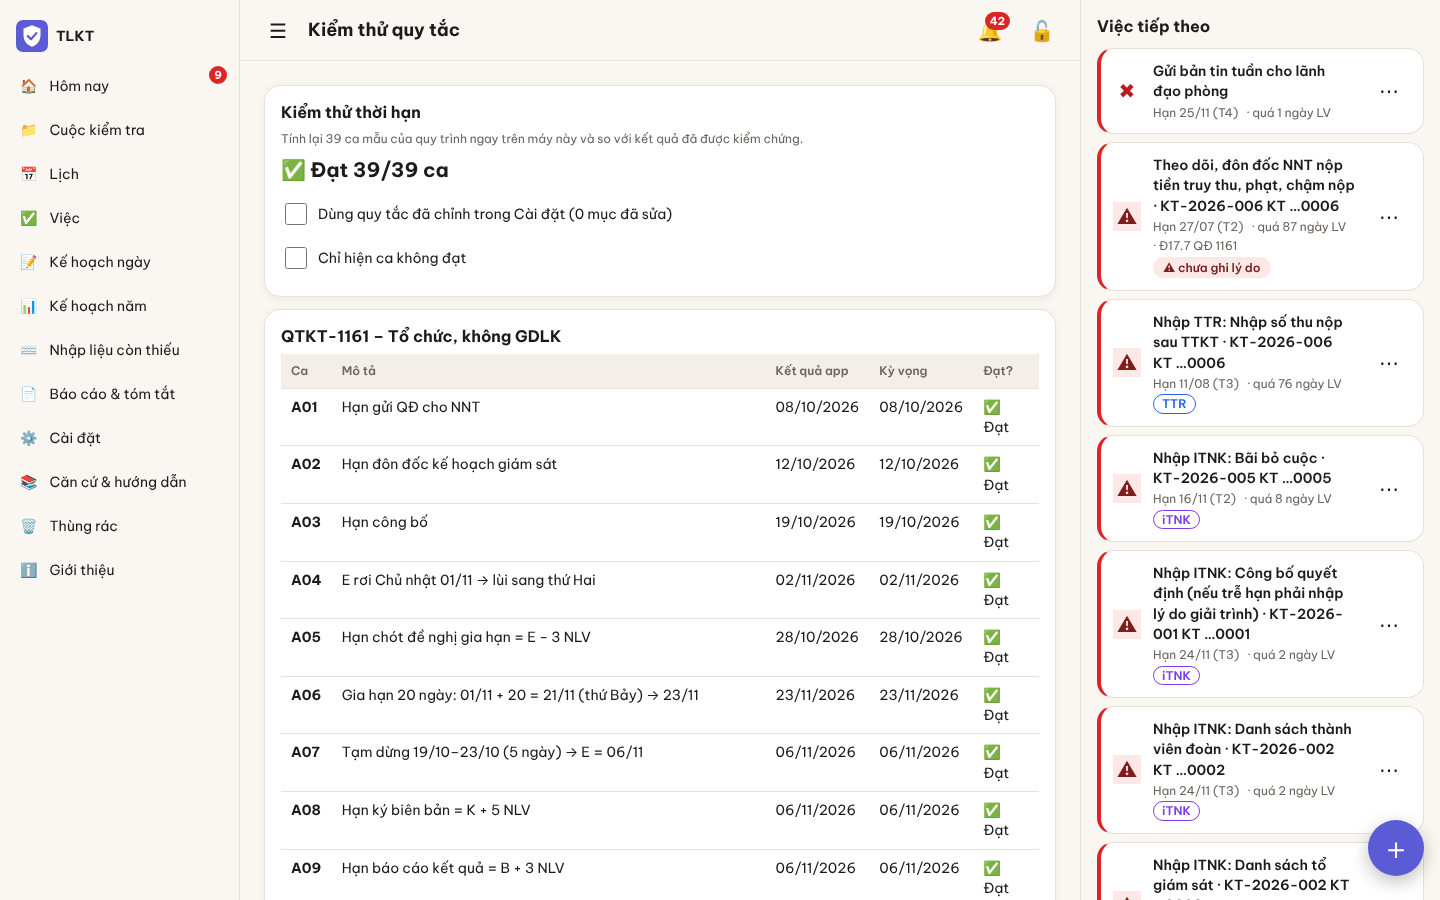 TLKT
Hôm nay
9
Cuộc kiểm tra
Lịch
Việc
Kế hoạch ngày
Kế hoạch năm
Nhập liệu còn thiếu
Báo cáo & tóm tắt
Cài đặt
Căn cứ & hướng dẫn
Thùng rác
Giới thiệu
Kiểm thử quy tắc
42
Kiểm thử thời hạn
Tính lại 39 ca mẫu của quy trình ngay trên máy này và so với kết quả đã được kiểm chứng.
✅ Đạt 39/39 ca
Dùng quy tắc đã chỉnh trong Cài đặt (0 mục đã sửa)
Chỉ hiện ca không đạt
QTKT-1161 – Tổ chức, không GDLK
Ca Mô tả Kết quả app Kỳ vọng Đạt?
A01 Hạn gửi QĐ cho NNT 08/10/2026 08/10/2026 ✅
Đạt
A02 Hạn đôn đốc kế hoạch giám sát 12/10/2026 12/10/2026 ✅
Đạt
A03 Hạn công bố 19/10/2026 19/10/2026 ✅
Đạt
A04 E rơi Chủ nhật 01/11 → lùi sang thứ Hai 02/11/2026 02/11/2026 ✅
Đạt
A05 Hạn chót đề nghị gia hạn = E − 3 NLV 28/10/2026 28/10/2026 ✅
Đạt
A06 Gia hạn 20 ngày: 01/11 + 20 = 21/11 (thứ Bảy) → 23/11 23/11/2026 23/11/2026 ✅
Đạt
A07 Tạm dừng 19/10–23/10 (5 ngày) → E = 06/11 06/11/2026 06/11/2026 ✅
Đạt
A08 Hạn ký biên bản = K + 5 NLV 06/11/2026 06/11/2026 ✅
Đạt
A09 Hạn báo cáo kết quả = B + 3 NLV 06/11/2026 06/11/2026 ✅
Đạt
Việc tiếp theo
Gửi bản tin tuần cho lãnh
đạo phòng
Hạn 25/11 (T4) · quá 1 ngày LV
Theo dõi, đôn đốc NNT nộp
tiền truy thu, phạt, chậm nộp
· KT-2026-006 KT …0006
Hạn 27/07 (T2) · quá 87 ngày LV
· Đ17.7 QĐ 1161
⚠ chưa ghi lý do
Nhập TTR: Nhập số thu nộp
sau TTKT · KT-2026-006
KT …0006
Hạn 11/08 (T3) · quá 76 ngày LV
TTR
Nhập ITNK: Bãi bỏ cuộc ·
KT-2026-005 KT …0005
Hạn 16/11 (T2) · quá 8 ngày LV
iTNK
Nhập ITNK: Công bố quyết
định (nếu trễ hạn phải nhập
lý do giải trình) · KT-2026-
001 KT …0001
Hạn 24/11 (T3) · quá 2 ngày LV
iTNK
Nhập ITNK: Danh sách thành
viên đoàn · KT-2026-002
KT …0002
Hạn 24/11 (T3) · quá 2 ngày LV
iTNK
Nhập ITNK: Danh sách tổ
giám sát · KT-2026-002 KT